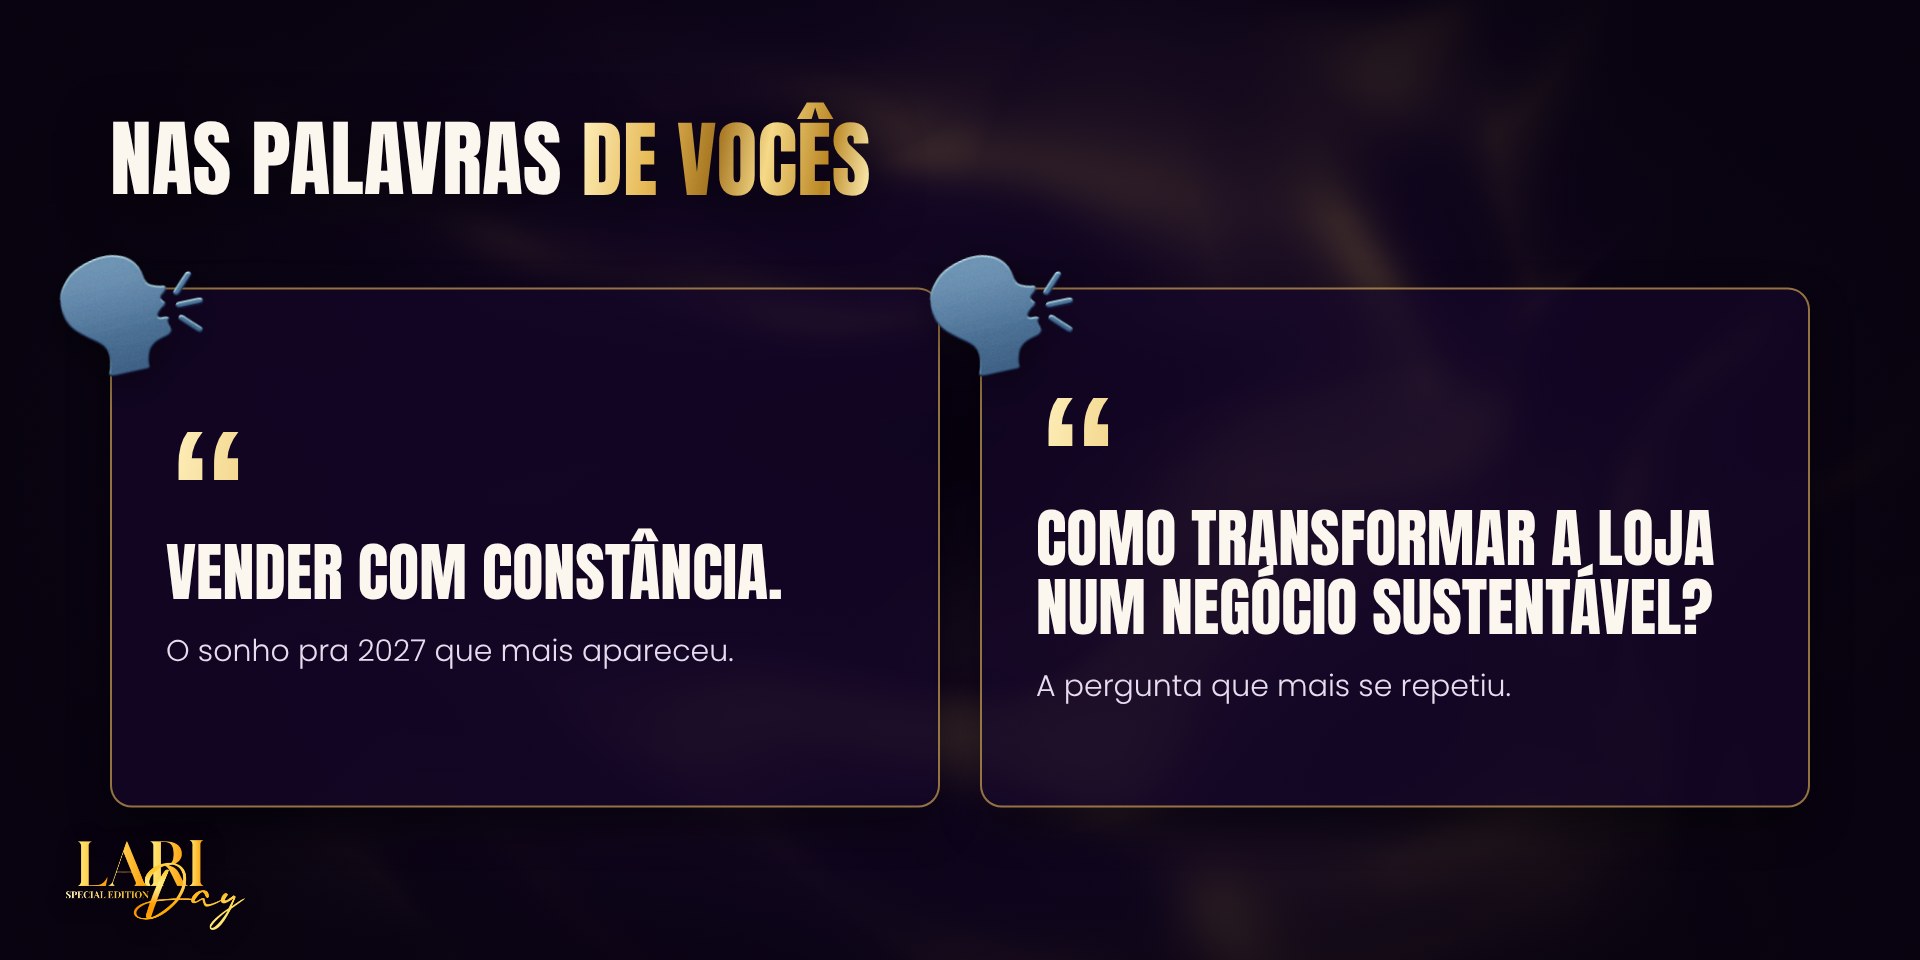 NAS PALAVRAS DE VOCÊS
“
VENDER COM CONSTÂNCIA.
O sonho pra 2027 que mais apareceu.
“
COMO TRANSFORMAR A LOJA
NUM NEGÓCIO SUSTENTÁVEL?
A pergunta que mais se repetiu.
LABI
SPECIAL EDITION Day